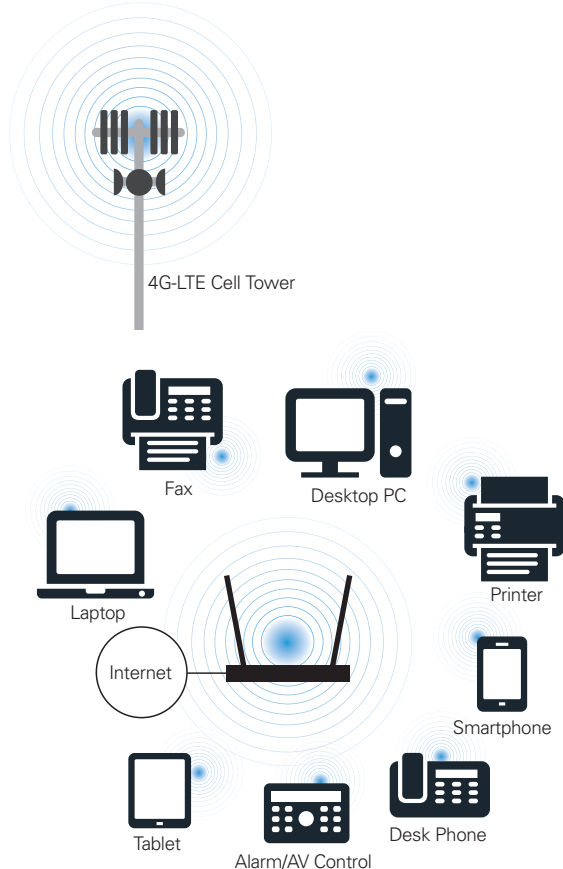 4G-LTE Cell Tower
Fax
Desktop PC
Printer
Laptop
Internet
Smartphone
Tablet
Desk Phone
Alarm/AV Control